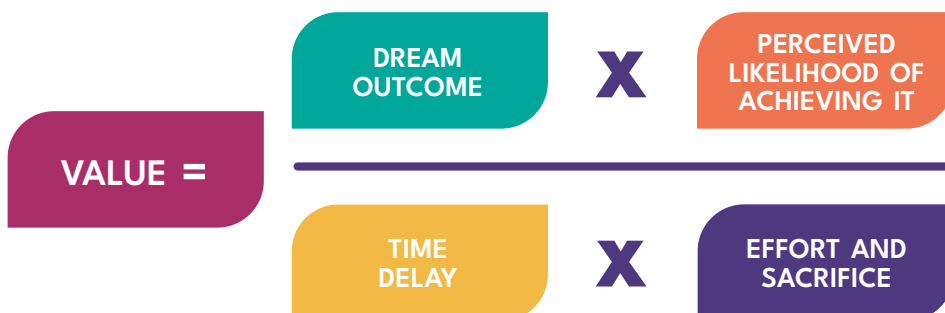 DREAM
OUTCOME
X
PERCEIVED
LIKELIHOOD OF
ACHIEVING IT
VALUE =
TIME
DELAY
X
EFFORT AND
SACRIFICE